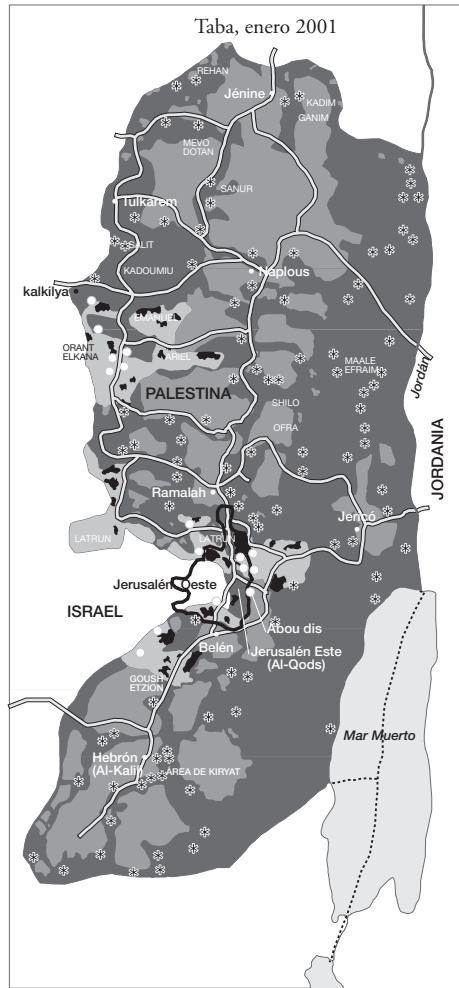 Taba, enero 2001
REHAN
Jénine
KADIM
GANIM
MEVO
DOTAN
SANUR
Tulkarem
SALIT
KADOUMIU
Naplous
kalkilya
EMANUEL
ORANT
ELKANA
ARIEL
MAALE
EFRAIM
Jordán
PALESTINA
SHILO
OFRA
JORDANIA
Ramalah
Jericó
LATRUN
LATRUN
Jerusalén Oeste
ISRAEL
Abou dis
Belén
Jerusalén Este
(Al-Qods)
GOUSH
ETZION
Mar Muerto
Hebrón
(Al-Kalil)
ÁREA DE KIRYAT